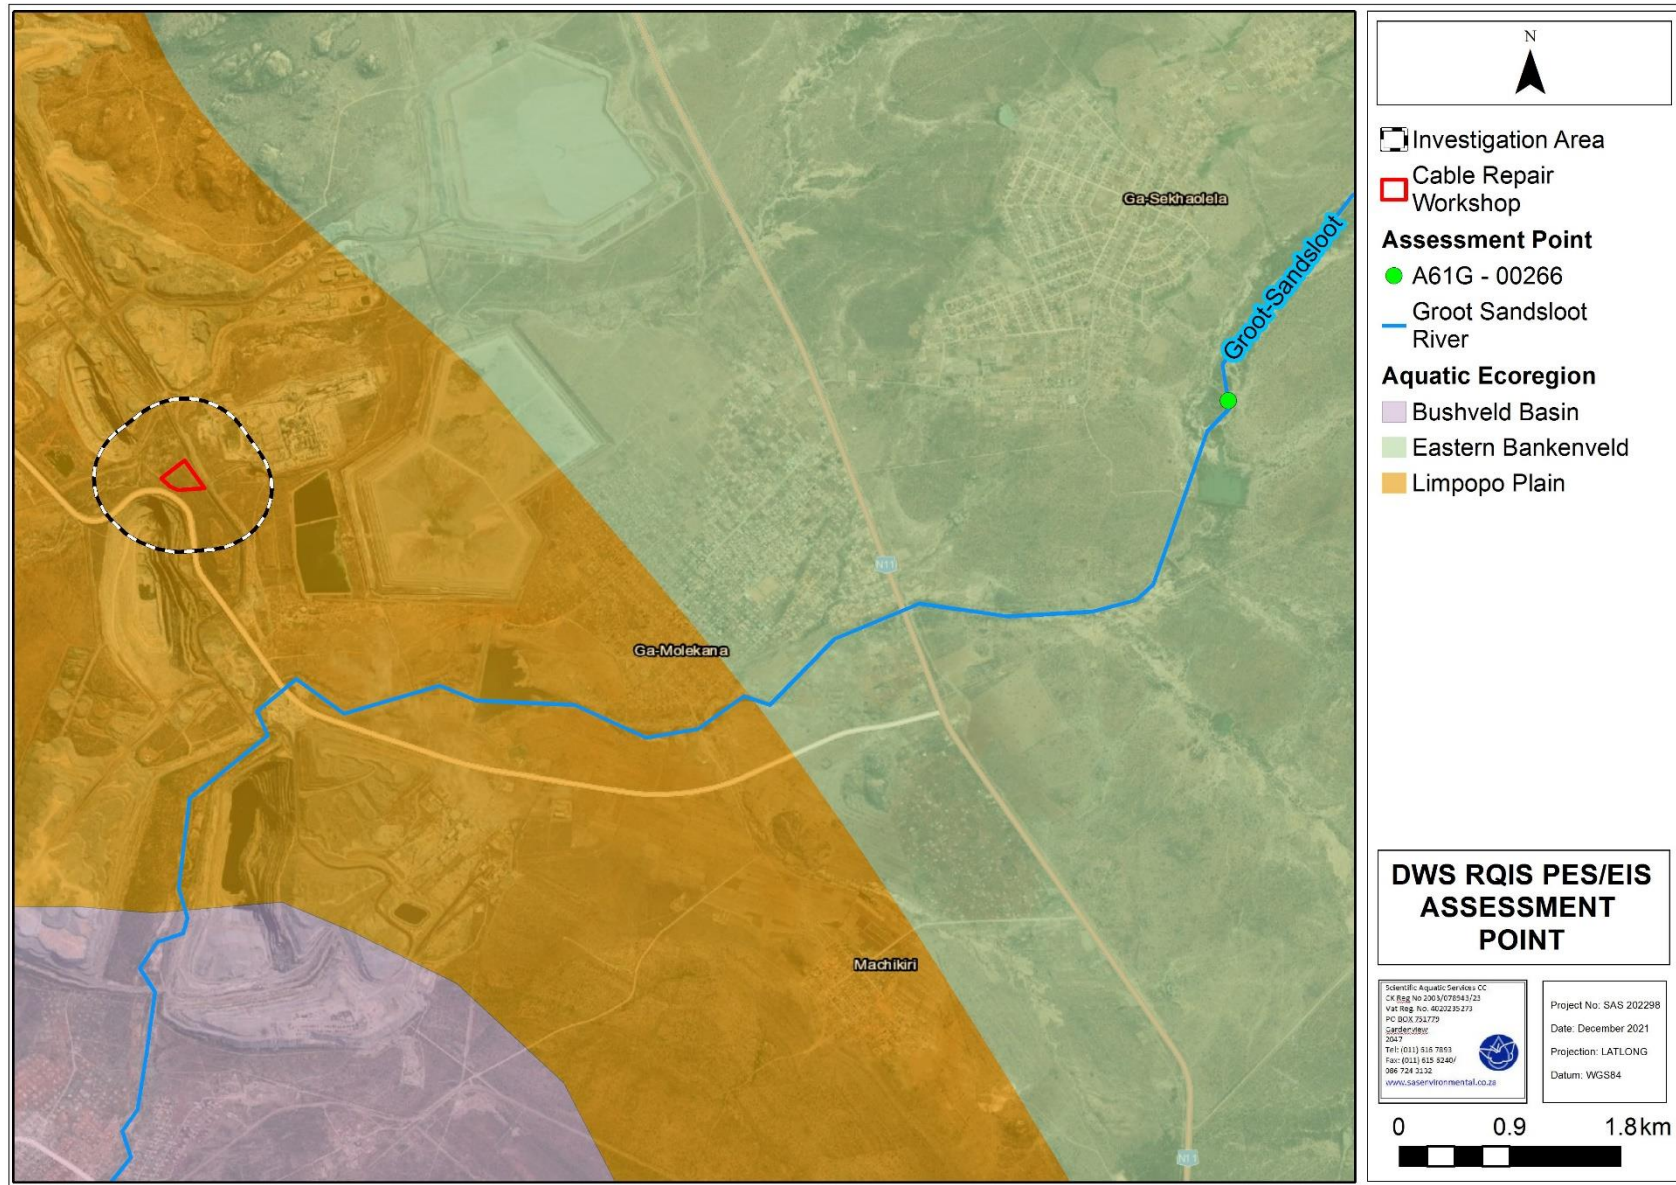 Ga-Sekhaolela
Groot-Sandsloot
N11
Ga-Molekana
Machikiri
N11
N
Investigation Area
Cable Repair
Workshop
Assessment Point
A61G - 00266
Groot Sandsloot
River
Aquatic Ecoregion
Bushveld Basin
Eastern Bankenveld
Limpopo Plain
DWS RQIS PES/EIS
ASSESSMENT
POINT
Scientific Aquatic Services CC
CK Reg No 2003/078943/23
Vat Reg. No. 4020235273
PO BOX 751779
Gardenview
2047
Tel: (011) 616 7893
Fax: (011) 615 6240/
086 724 3132
www.sasenvironmental.co.za
Project No: SAS 202298
Date: December 2021
Projection: LATLONG
Datum: WGS84
0 0.9 1.8 km